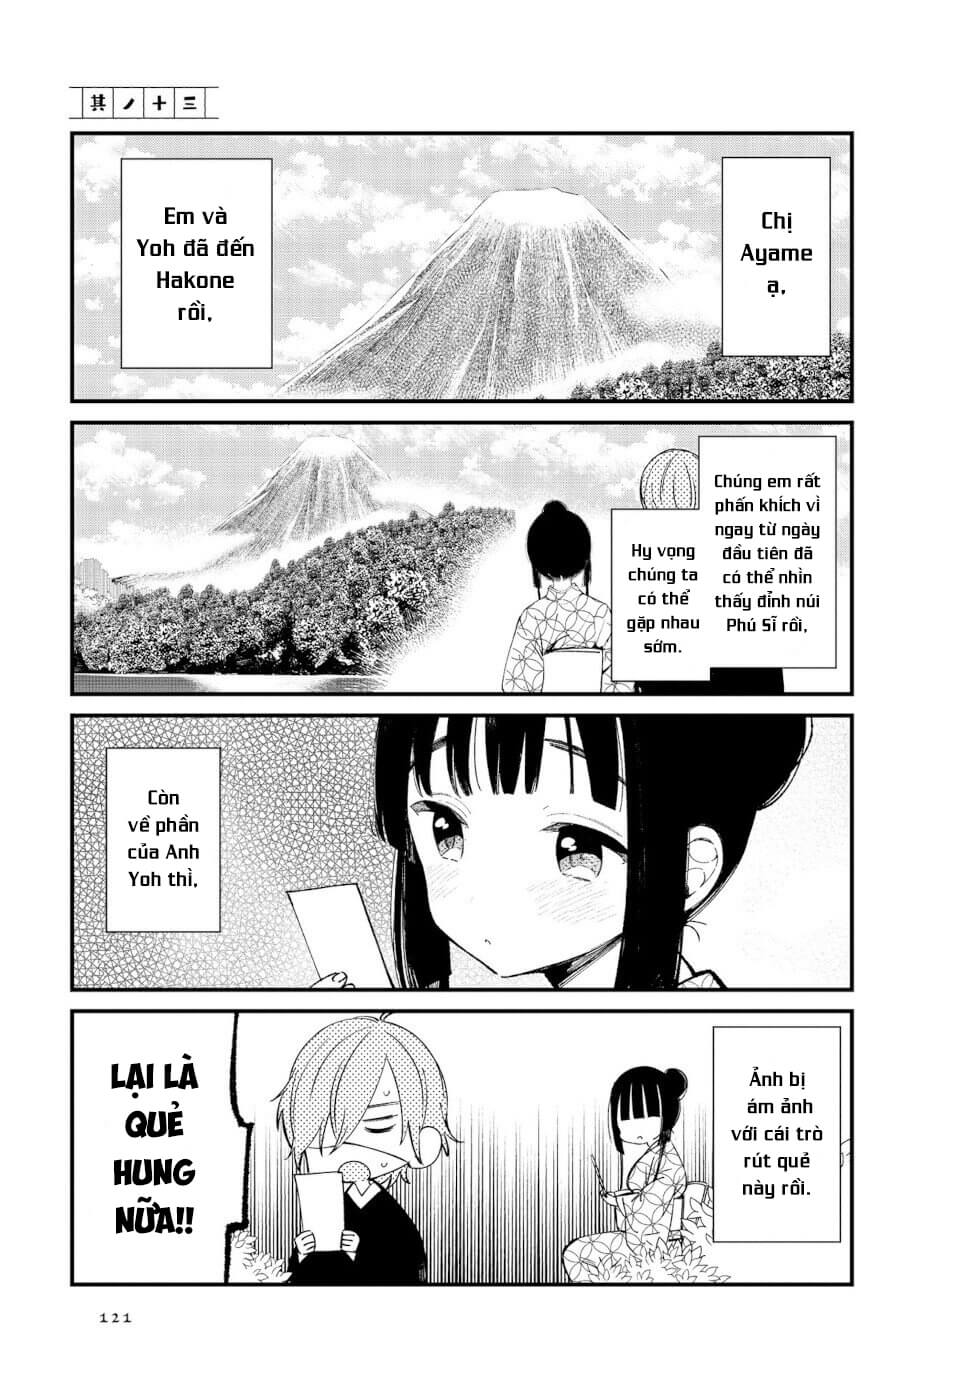 其ノ十三
Chị
Ayame
ạ,
Em và
Yoh đã đến
Hakone
rồi,
Chúng em rất
phấn khích vì
ngay từ ngày
đầu tiên đã
có thể nhìn
thấy đỉnh núi
Phú Sĩ rồi,
Hy vọng
chúng ta
có thể
gặp nhau
sớm.
Còn
về phần
của Anh
Yoh thì,
Ảnh bị
ám ảnh
với cái trò
rút quẻ
này rồi.
LẠI LÀ
QUẺ
HUNG
NỮA!!
121